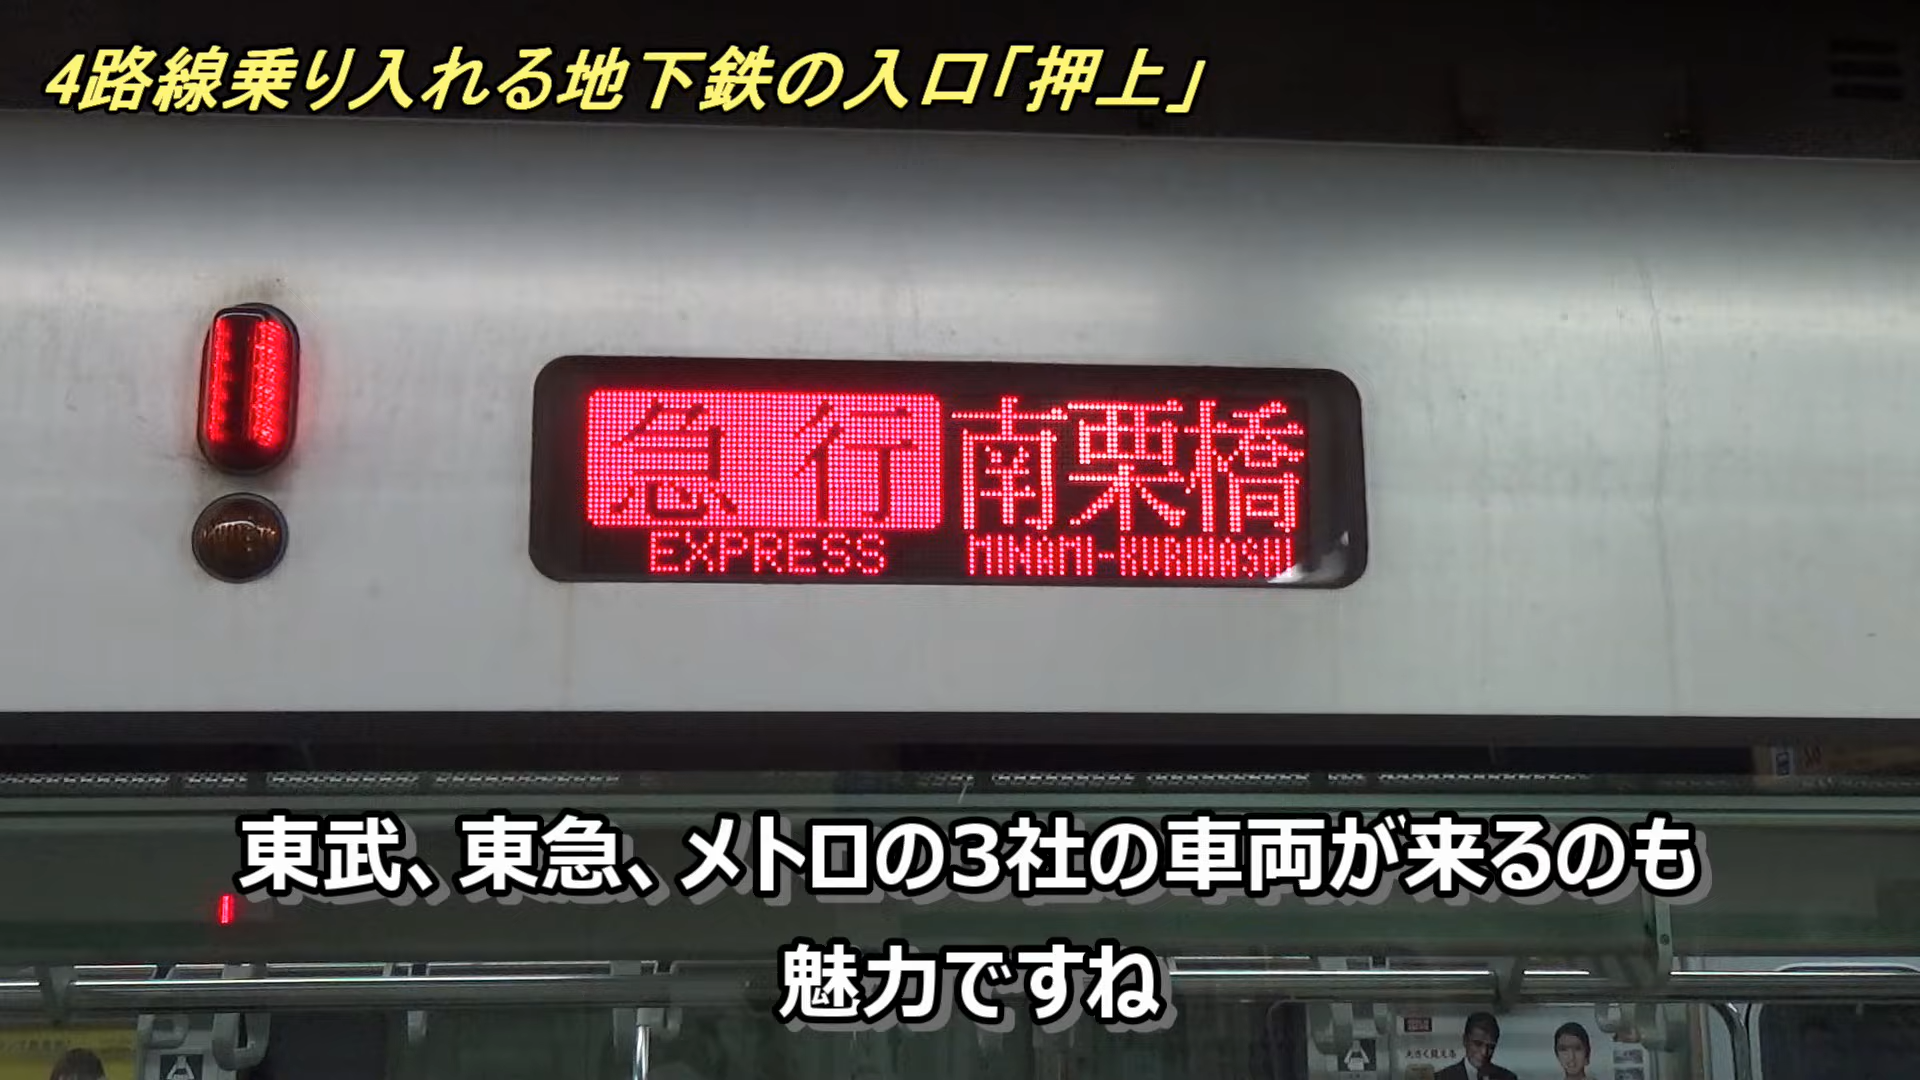 4路線乗り入れる地下鉄の入口「押上」
急行 南栗橋
EXPRESS MINAMI-KURIHASHI
東武、東急、メトロの3社の車両が来るのも
魅力ですね